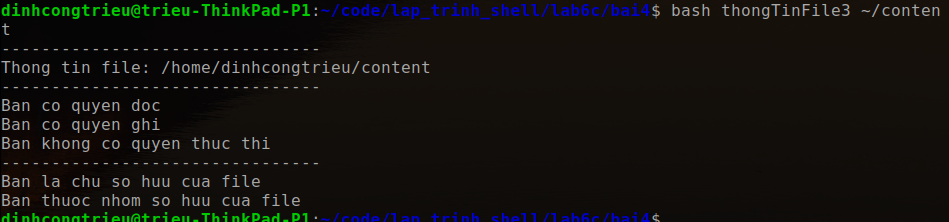 dinhcongtrieu@trieu-ThinkPad-P1:~/code/lap_trinh_shell/lab6c/bai4$ bash thongTinFile3 ~/conten
t
--------------------------------
Thong tin file: /home/dinhcongtrieu/content
--------------------------------
Ban co quyen doc
Ban co quyen ghi
Ban khong co quyen thuc thi
--------------------------------
Ban la chu so huu cua file
Ban thuoc nhom so huu cua file
dinhcongtrieu@trieu-ThinkPad-P1:~/code/lap_trinh_shell/lab6c/bai4$